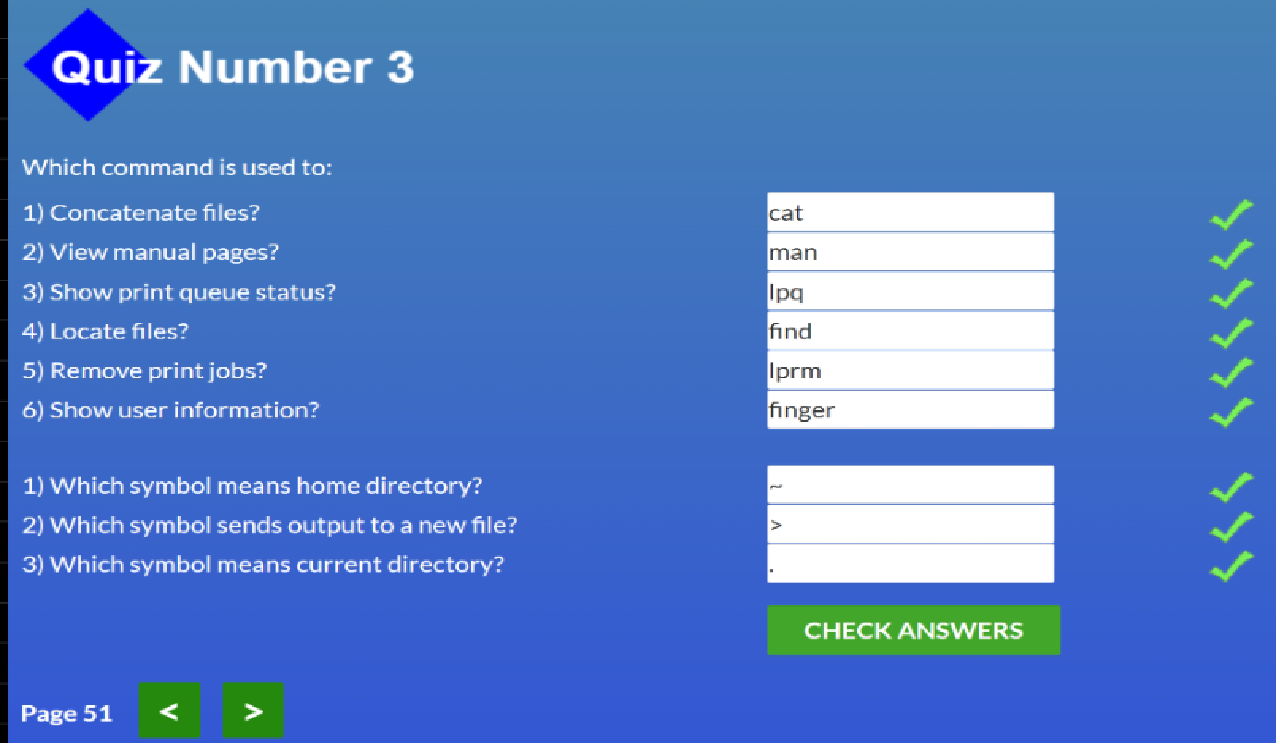 Quiz Number 3
Which command is used to:
1) Concatenate files? cat
2) View manual pages? man
3) Show print queue status? lpq
4) Locate files? find
5) Remove print jobs? lprm
6) Show user information? finger
1) Which symbol means home directory? ~
2) Which symbol sends output to a new file? >
3) Which symbol means current directory? .
CHECK ANSWERS
Page 51 < >